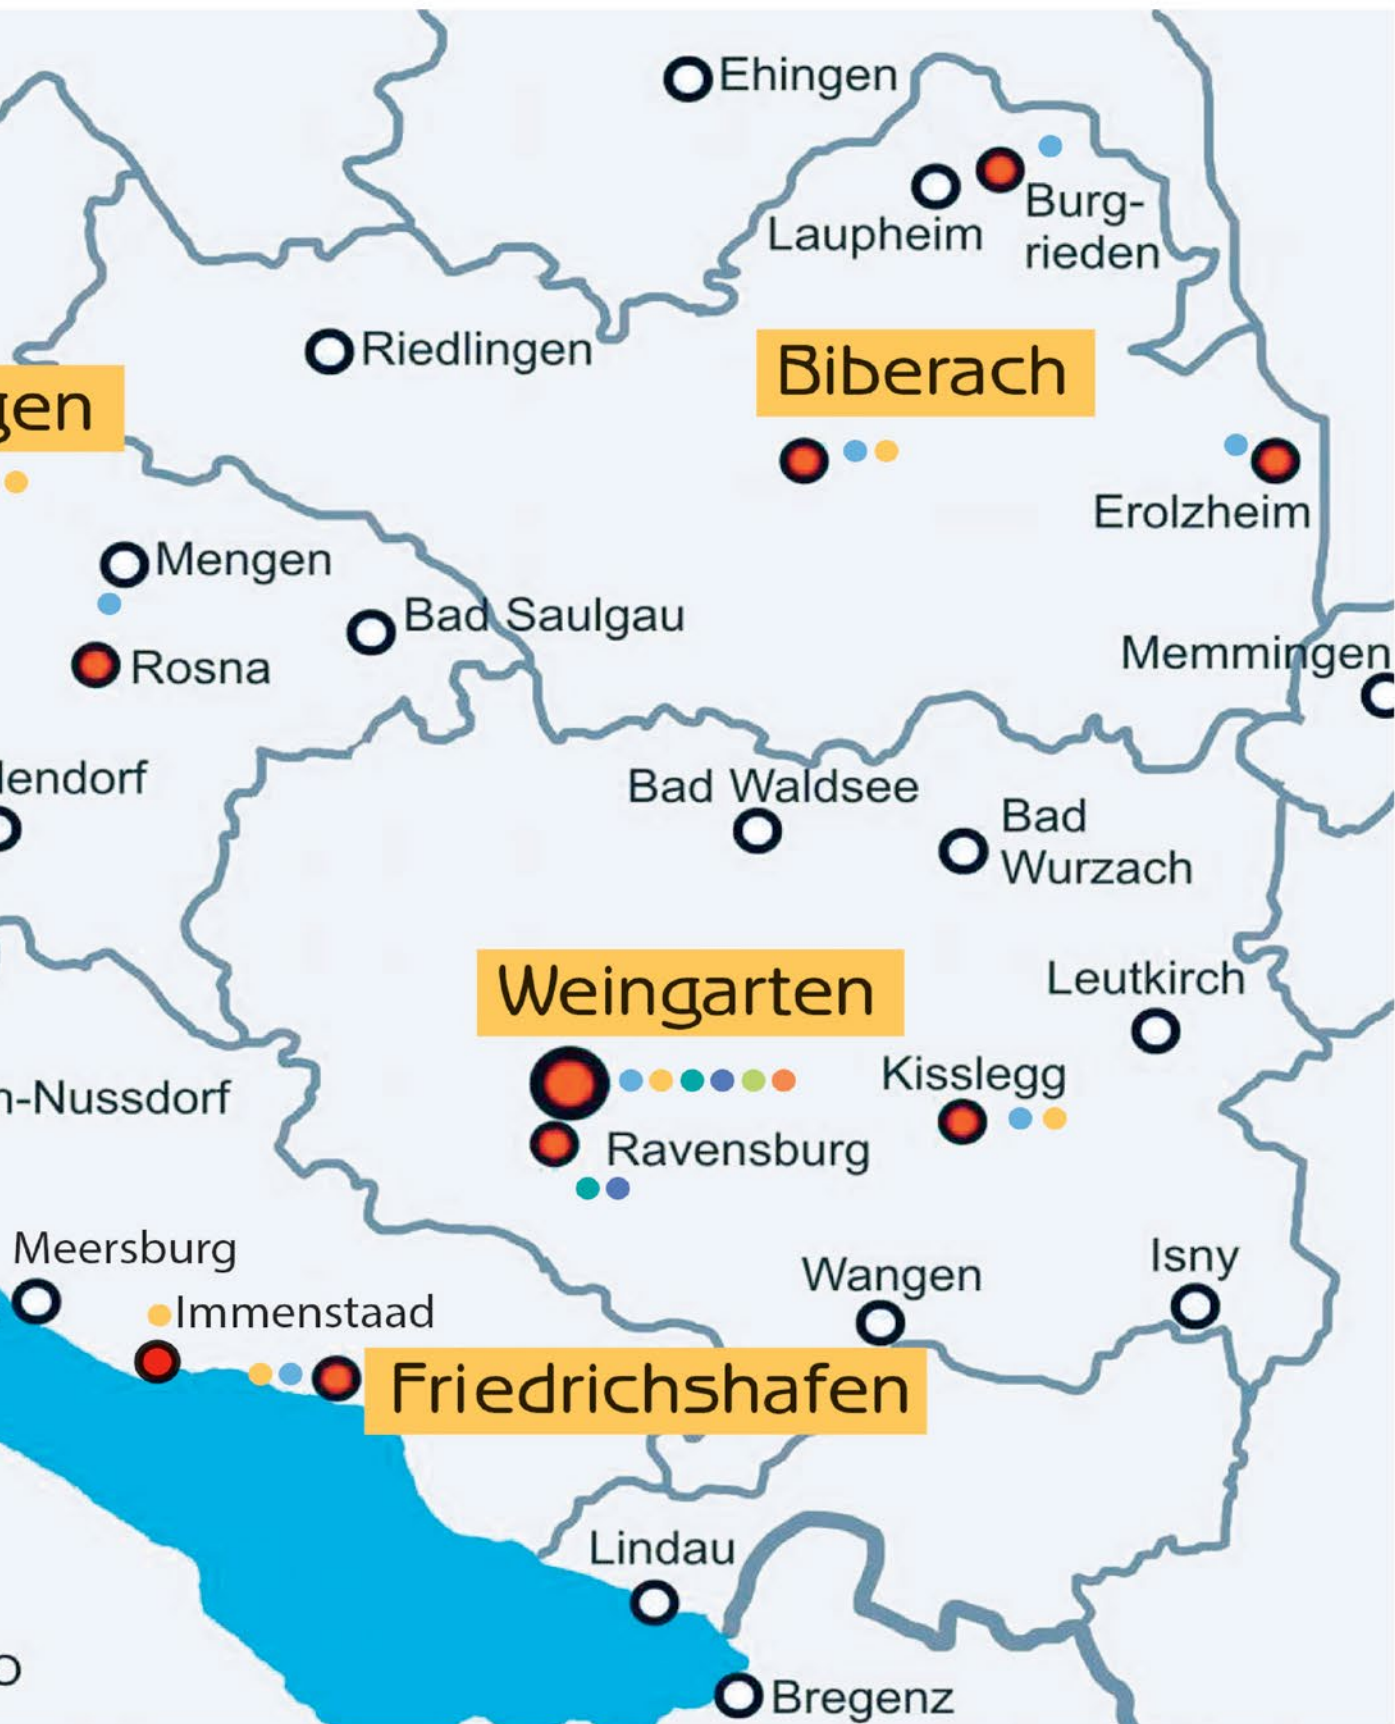 Ehingen
Burg-
rieden
Laupheim
Riedlingen
Biberach
gen
Erolzheim
Mengen
Bad Saulgau
Rosna
Memmingen
lendorf
Bad Waldsee
Bad
Wurzach
Weingarten
Leutkirch
Kisslegg
n-Nussdorf
Ravensburg
Meersburg
Isny
Wangen
Immenstaad
Friedrichshafen
Lindau
o
Bregenz